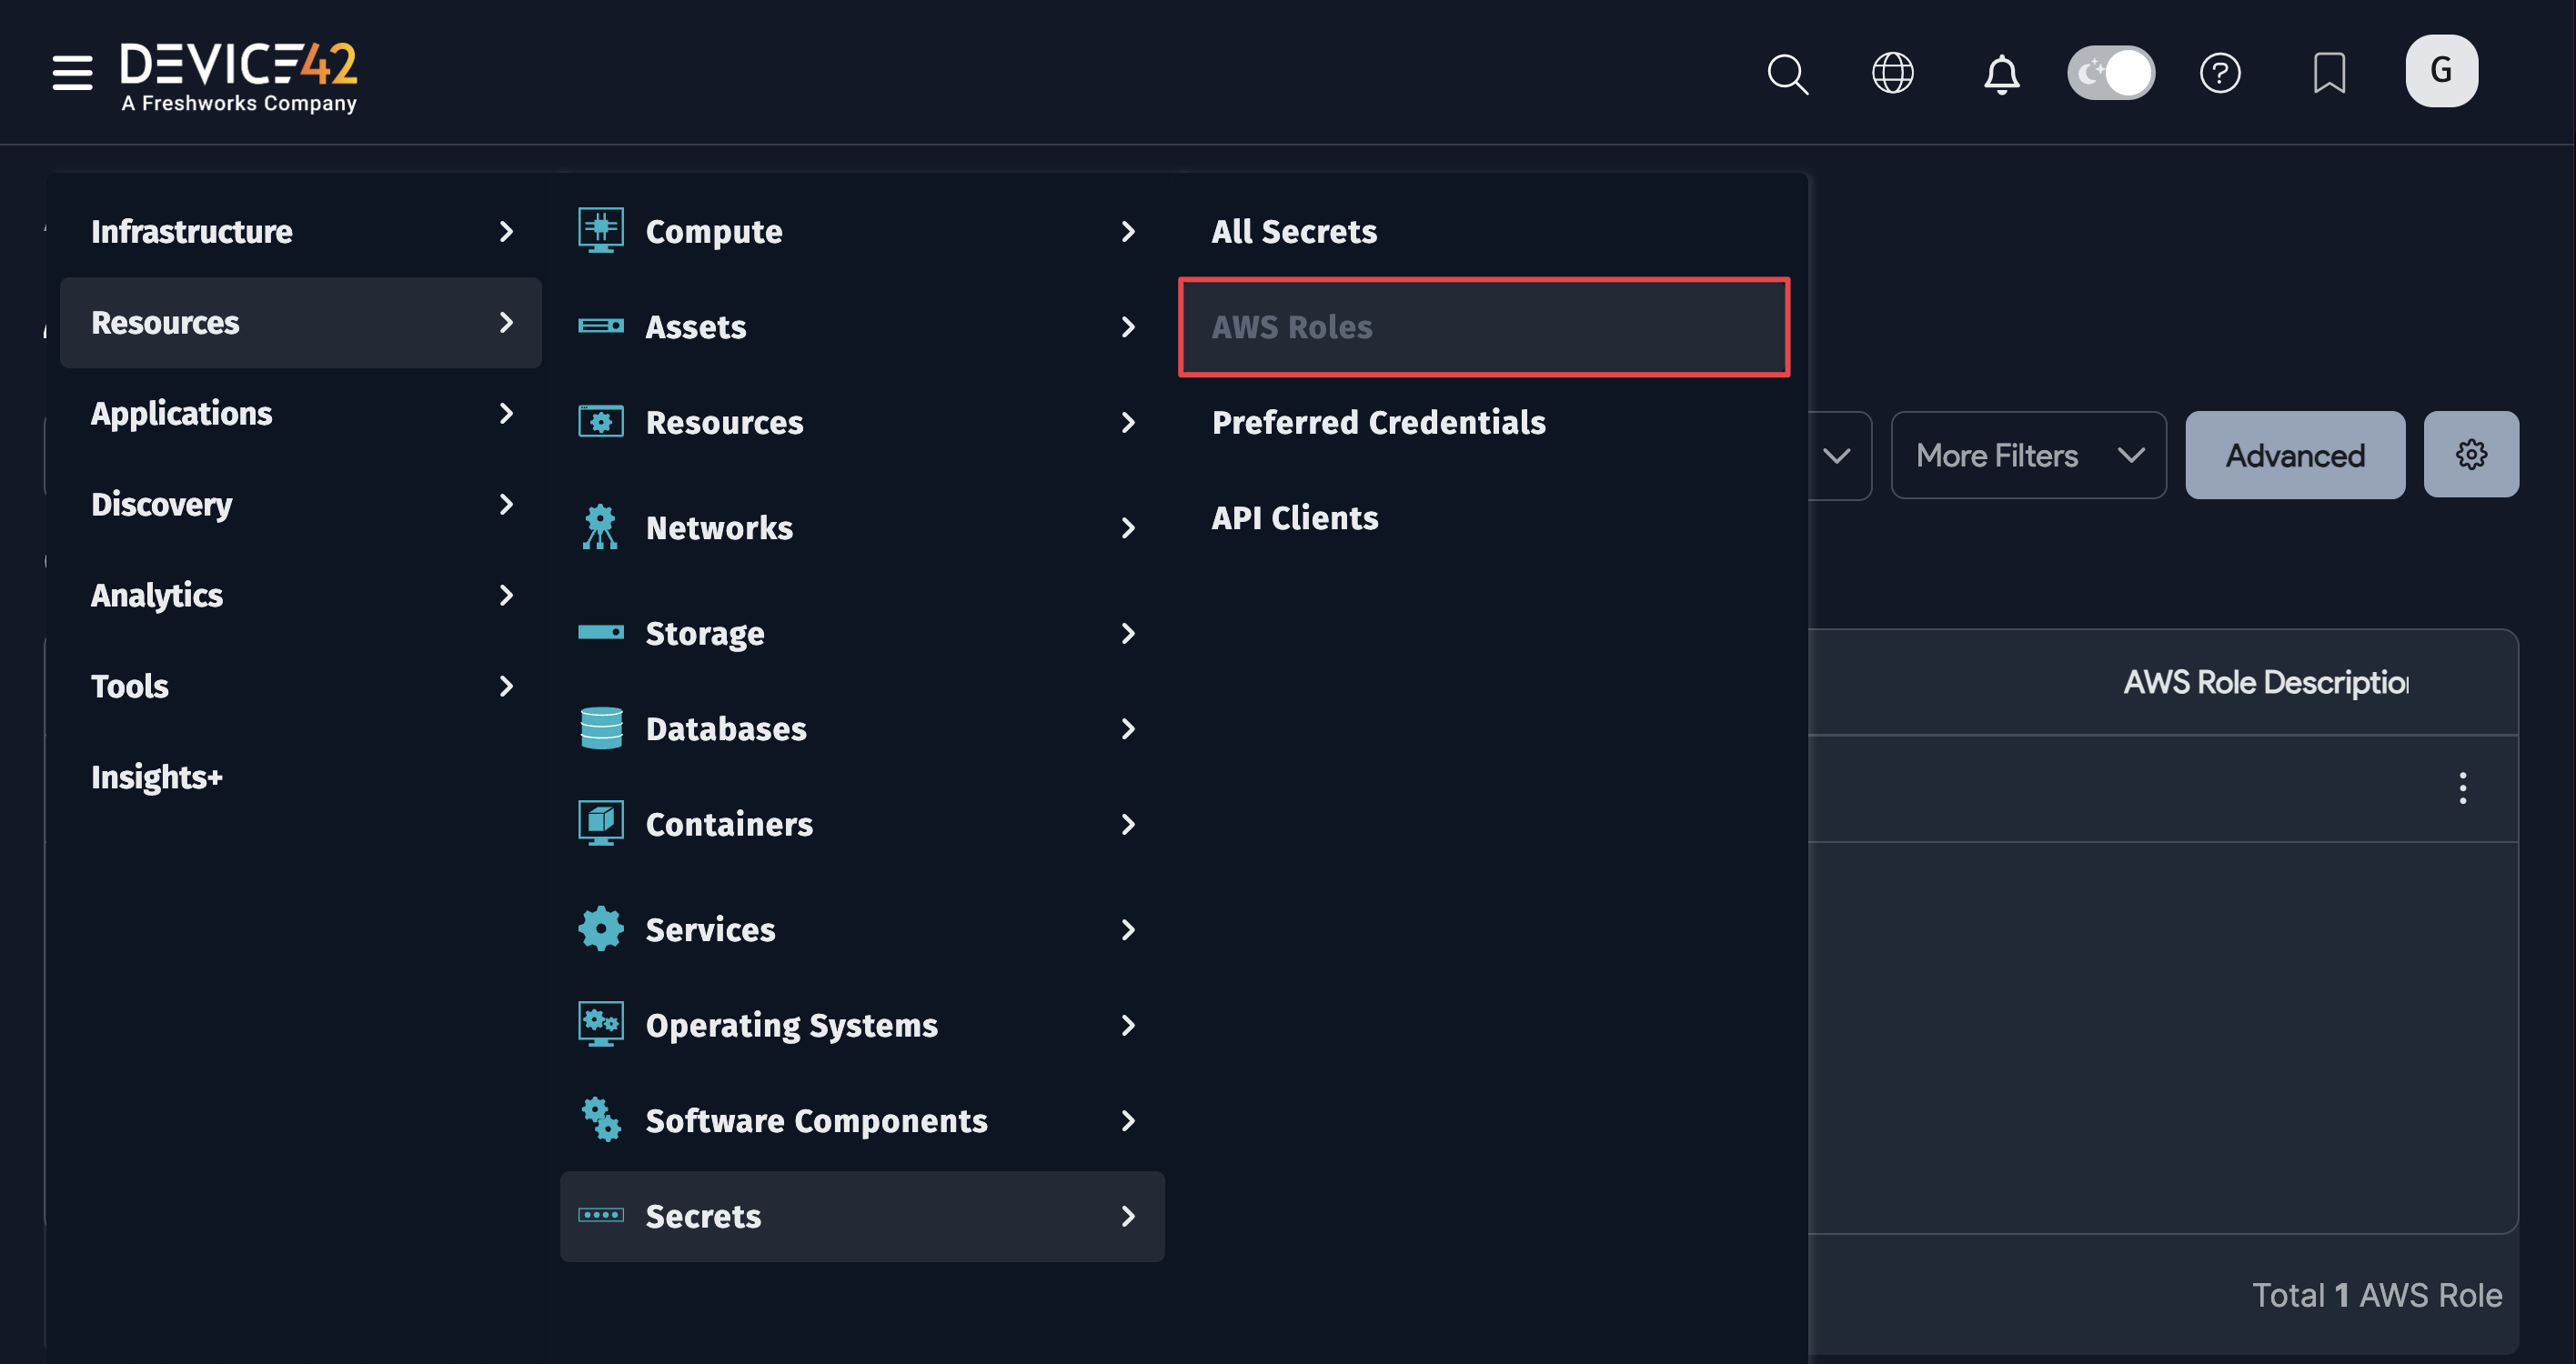 DEVICE42
A Freshworks Company
G
Infrastructure
Resources
Applications
Discovery
Analytics
Tools
Insights+
Compute
Assets
Resources
Networks
Storage
Databases
Containers
Services
Operating Systems
Software Components
Secrets
All Secrets
AWS Roles
Preferred Credentials
API Clients
More Filters
Advanced
AWS Role Description
Total 1 AWS Role